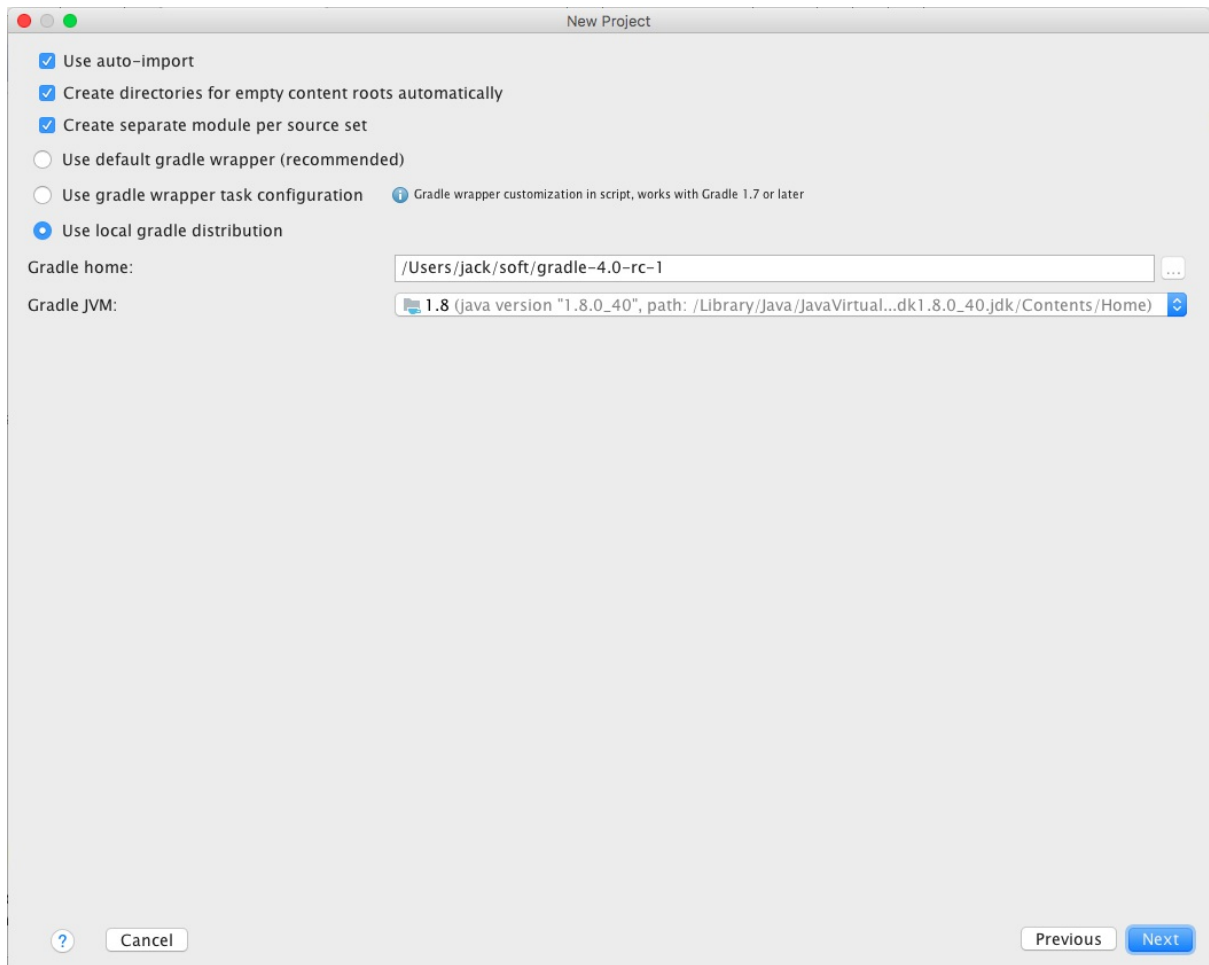 New Project
Use auto-import
Create directories for empty content roots automatically
Create separate module per source set
Use default gradle wrapper (recommended)
Use gradle wrapper task configuration Gradle wrapper customization in script, works with Gradle 1.7 or later
Use local gradle distribution
Gradle home: /Users/jack/soft/gradle-4.0-rc-1 ...
Gradle JVM: 1.8 (java version "1.8.0_40", path: /Library/Java/JavaVirtual...dk1.8.0_40.jdk/Contents/Home)
? Cancel Previous Next